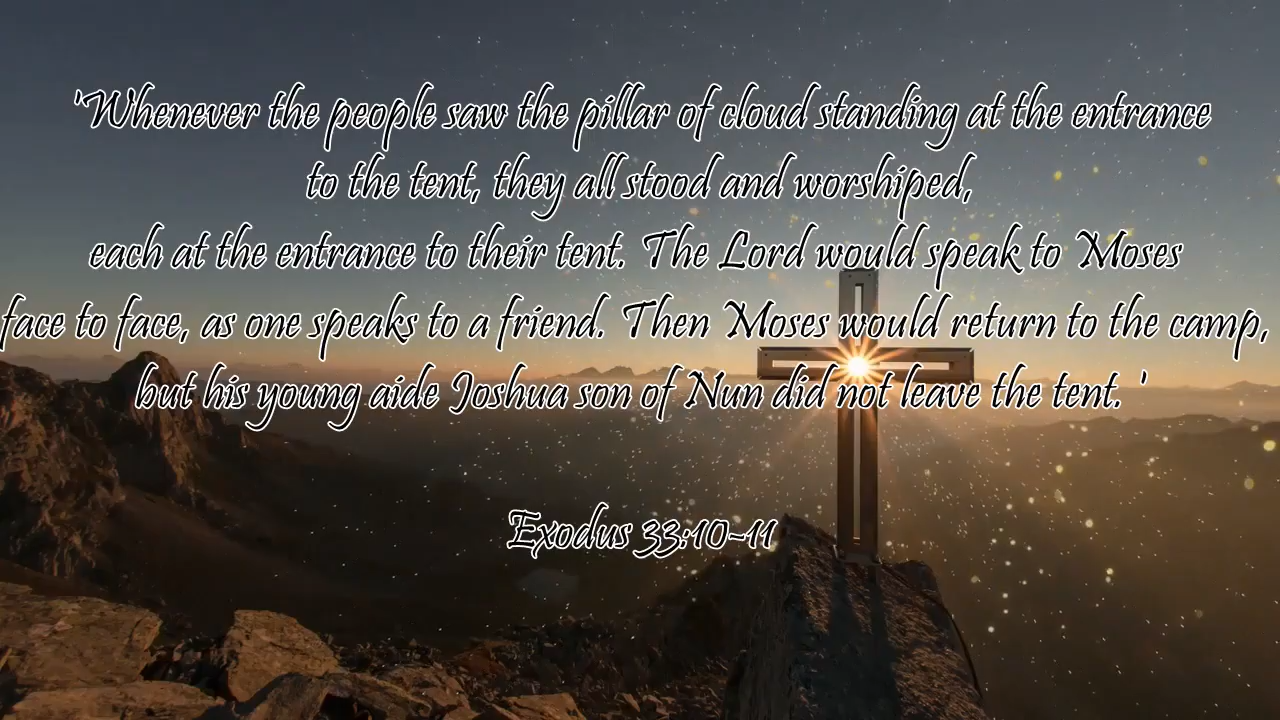 'Whenever the people saw the pillar of cloud standing at the entrance
to the tent, they all stood and worshiped,
each at the entrance to their tent. The Lord would speak to Moses
face to face, as one speaks to a friend. Then Moses would return to the camp,
but his young aide Joshua son of Nun did not leave the tent. '
Exodus 33:10-11